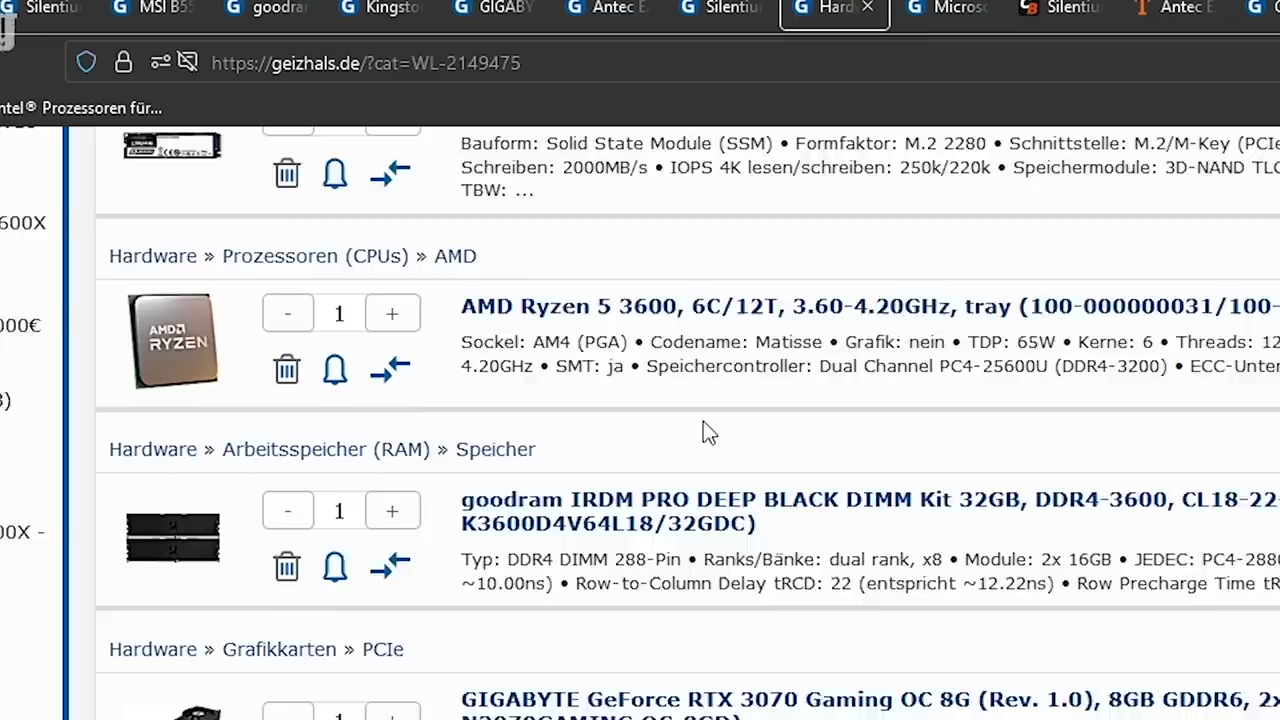 Silentiu MSI B55 goodrar Kingsto GIGABY Antec E Silentiu Hard Micros Silentiu Antec E
https://geizhals.de/?cat=WL-2149475
ntel® Prozessoren für...
Bauform: Solid State Module (SSM) • Formfaktor: M.2 2280 • Schnittstelle: M.2/M-Key (PCIe
Schreiben: 2000MB/s • IOPS 4K lesen/schreiben: 250k/220k • Speichermodule: 3D-NAND TLC
TBW: ...
600X
Hardware » Prozessoren (CPUs) » AMD
AMD RYZEN
- 1 +
AMD Ryzen 5 3600, 6C/12T, 3.60-4.20GHz, tray (100-000000031/100-
Sockel: AM4 (PGA) • Codename: Matisse • Grafik: nein • TDP: 65W • Kerne: 6 • Threads: 12
4.20GHz • SMT: ja • Speichercontroller: Dual Channel PC4-25600U (DDR4-3200) • ECC-Unter
000€
3)
Hardware » Arbeitsspeicher (RAM) » Speicher
- 1 +
goodram IRDM PRO DEEP BLACK DIMM Kit 32GB, DDR4-3600, CL18-22-
K3600D4V64L18/32GDC)
Typ: DDR4 DIMM 288-Pin • Ranks/Bänke: dual rank, x8 • Module: 2x 16GB • JEDEC: PC4-2880
~10.00ns) • Row-to-Column Delay tRCD: 22 (entspricht ~12.22ns) • Row Precharge Time tR
00X -
Hardware » Grafikkarten » PCIe
GIGABYTE GeForce RTX 3070 Gaming OC 8G (Rev. 1.0), 8GB GDDR6, 2x
1